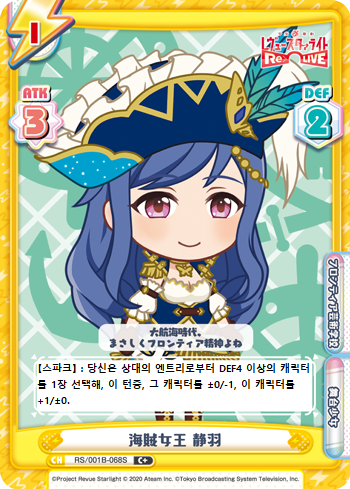 1
少女☆歌劇
レヴュースタァライト
Re LIVE
ATK
3
DEF
2
フロンティア芸術学校
舞台少女
大航海時代、
まさしくフロンティア精神よね
[스파크] : 당신은 상대의 엔트리로부터 DEF4 이상의 캐릭터
를 1장 선택해, 이 턴중, 그 캐릭터를 ±0/-1, 이 캐릭터를
+1/±0.
海賊女王 静羽
CH RS/001B-068S C+
©Project Revue Starlight © 2020 Ateam Inc. ©Tokyo Broadcasting System Television, Inc.